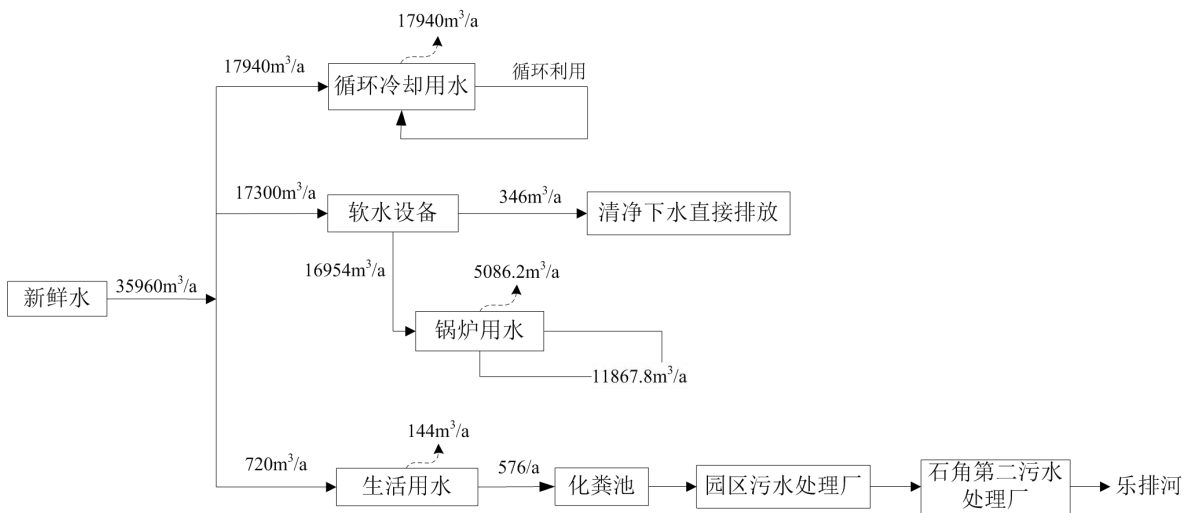 17940m³/a
17940m³/a
循环冷却用水
循环利用
17300m³/a
软水设备
346m³/a
清净下水直接排放
16954m³/a
5086.2m³/a
新鲜水
35960m³/a
锅炉用水
11867.8m³/a
144m³/a
720m³/a
生活用水
576/a
化粪池
园区污水处理厂
石角第二污水
处理厂
乐排河